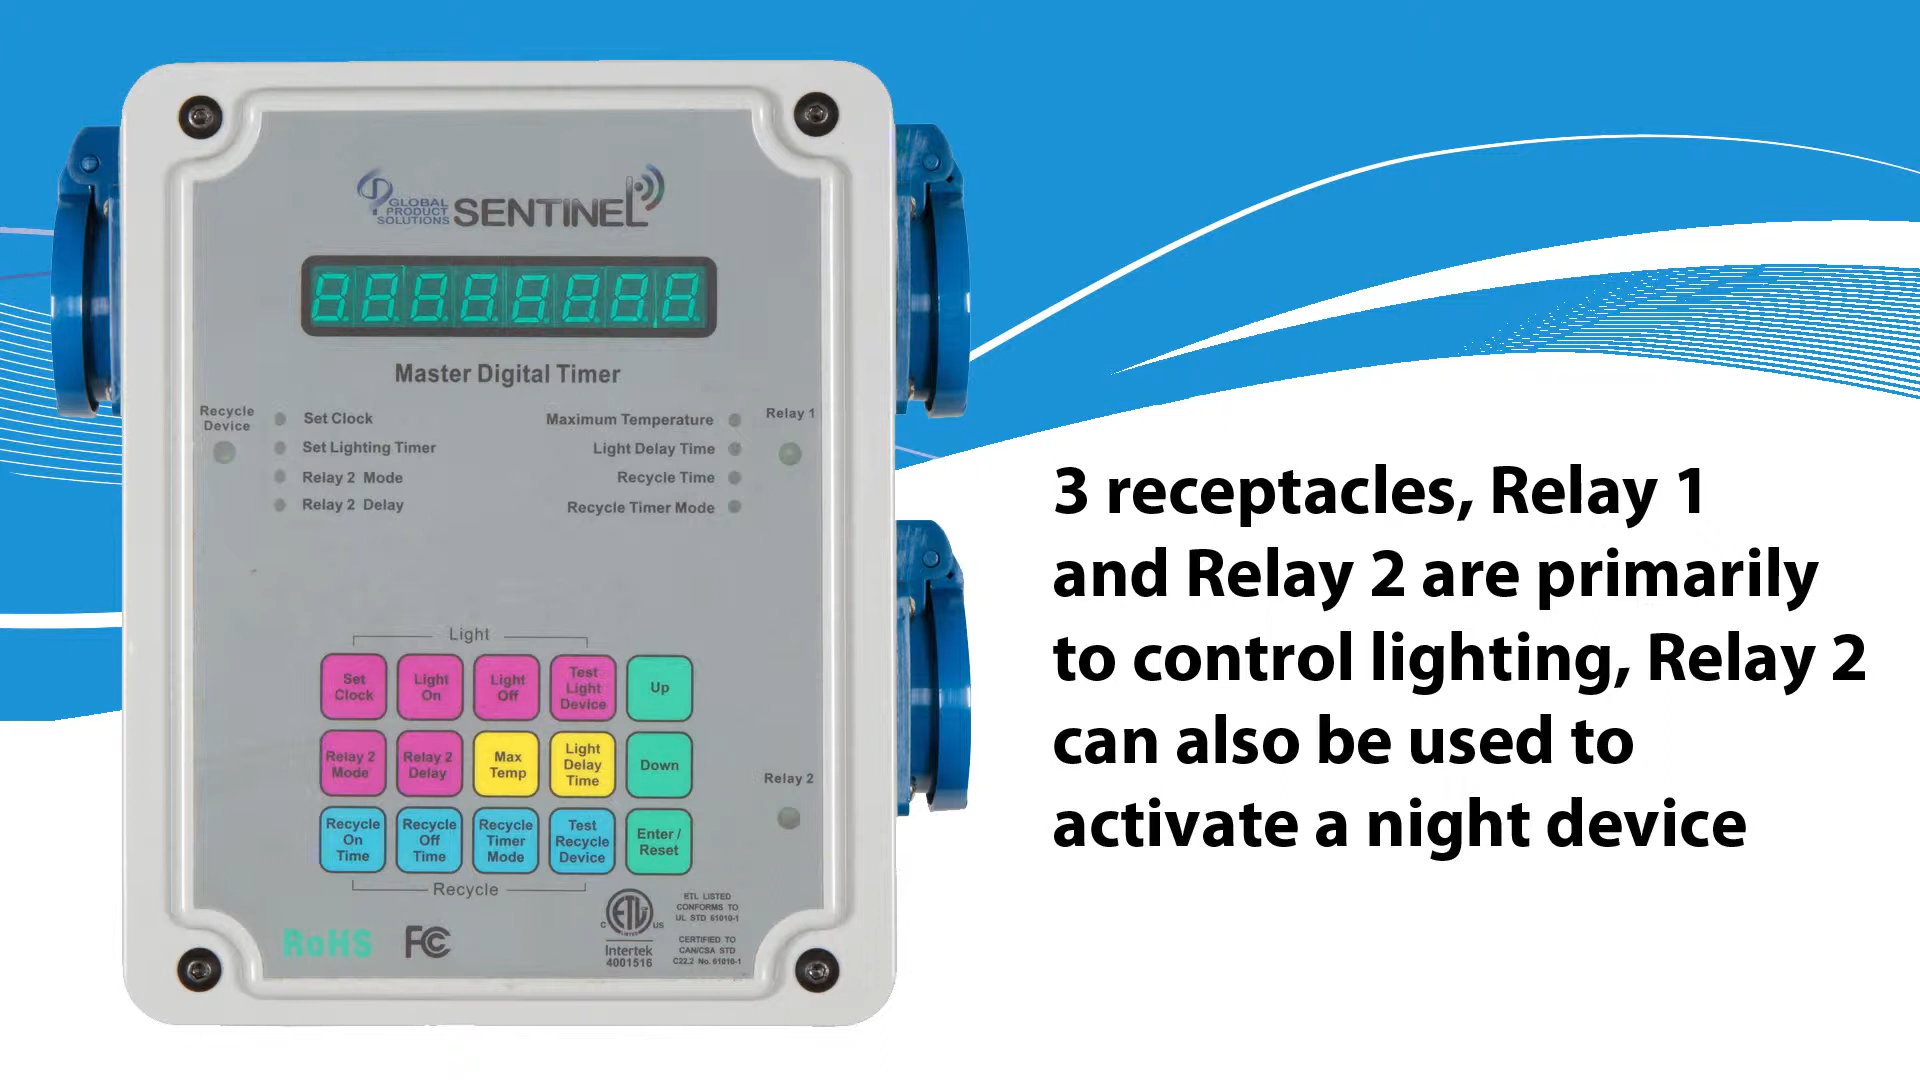 GLOBAL
PRODUCT
SOLUTIONS
SENTINEL
Master Digital Timer
Recycle
Device
Set Clock
Set Lighting Timer
Relay 2 Mode
Relay 2 Delay
Maximum Temperature
Light Delay Time
Recycle Time
Recycle Timer Mode
Relay 1
Light
Set
Clock
Light
On
Light
Off
Test
Light
Device
Up
Relay 2
Mode
Relay 2
Delay
Max
Temp
Light
Delay
Time
Down
Recycle
On
Time
Recycle
Off
Time
Recycle
Timer
Mode
Test
Recycle
Device
Enter /
Reset
Recycle
Relay 2
RoHS
FC
C
ETL
LISTED
US
Intertek
4001516
ETL LISTED
CONFORMS TO
UL STD 61010-1
CERTIFIED TO
CAN/CSA STD
C22.2 No. 61010-1
3 receptacles, Relay 1
and Relay 2 are primarily
to control lighting, Relay 2
can also be used to
activate a night device